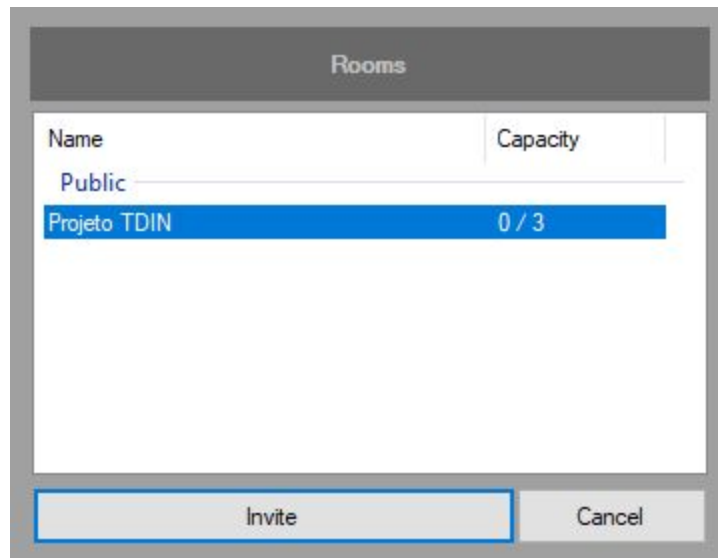 Rooms
Name Capacity
Public
Projeto TDIN 0 / 3
Invite Cancel